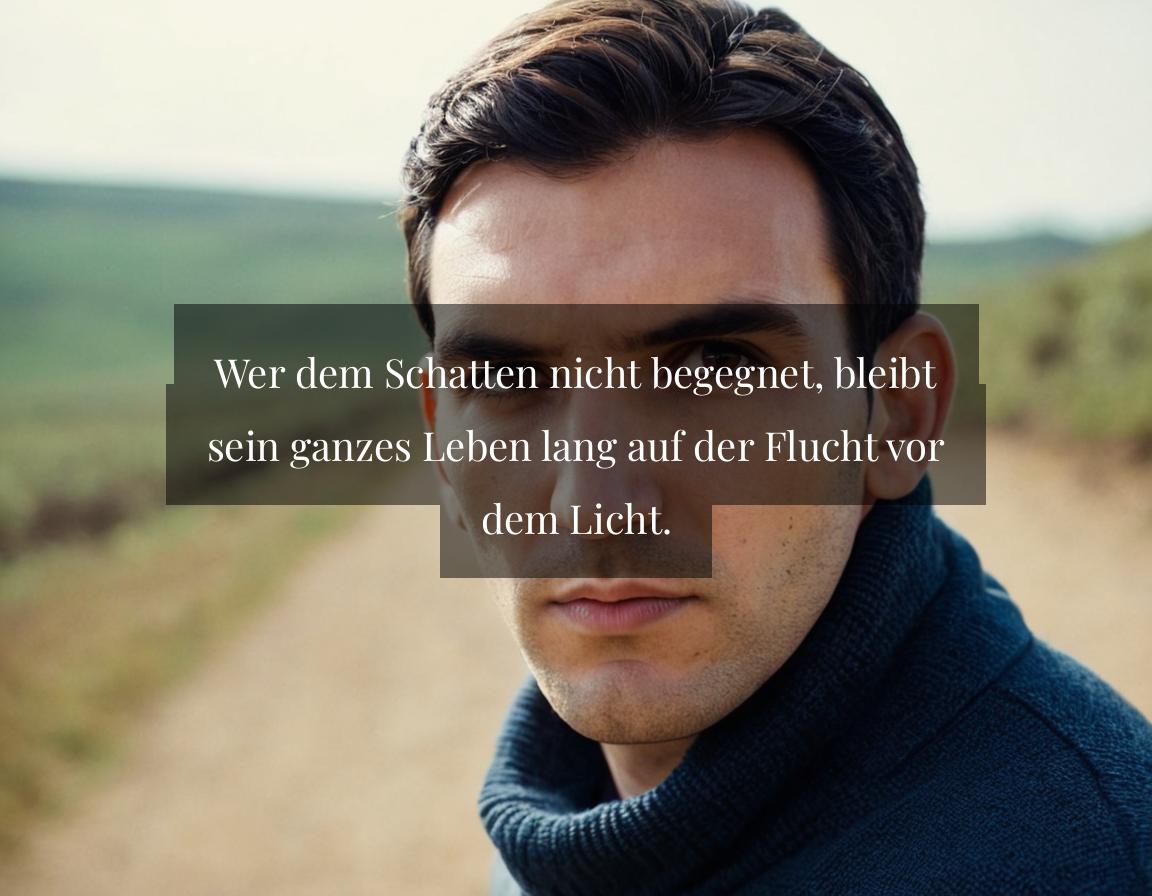 Wer dem Schatten nicht begegnet, bleibt
sein ganzes Leben lang auf der Flucht vor
dem Licht.